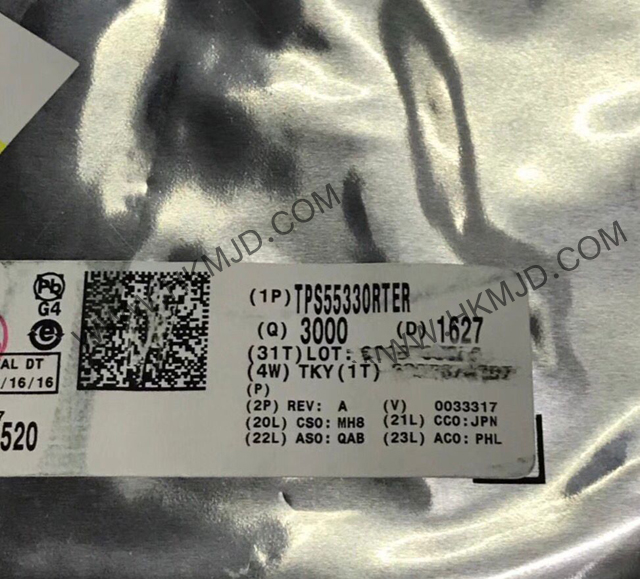 WWW.HKMJD.COM
WWW.HKMJD.COM
Pb
G4
e
AL DT
/16/16
520
(1P)TPS55330RTER
(Q) 3000 (D) 1627
(31T)LOT:
(4W) TKY(1T)
(P)
(2P) REV: A (V) 0033317
(20L) CSO: MH8 (21L) CCO:JPN
(22L) ASO: QAB (23L) ACO: PHL